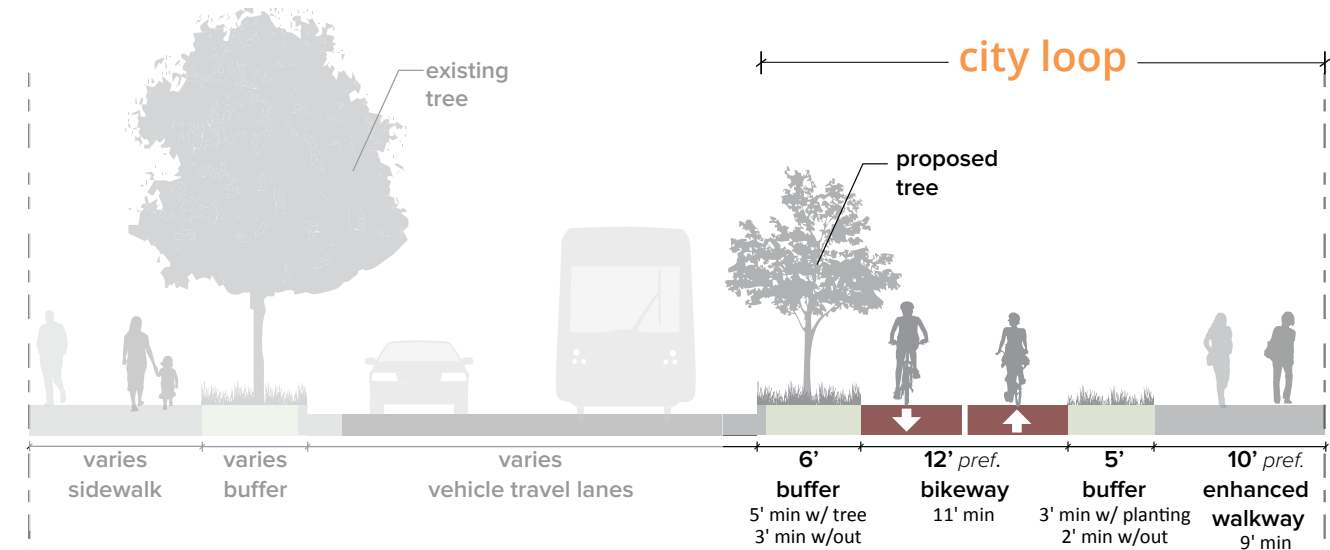 city loop
existing
tree
proposed
tree
varies
sidewalk
varies
buffer
varies
vehicle travel lanes
6’
buffer
5' min w/ tree
3' min w/out
12’ pref.
bikeway
11' min
5’
buffer
3' min w/ planting
2' min w/out
10’ pref.
enhanced
walkway
9' min